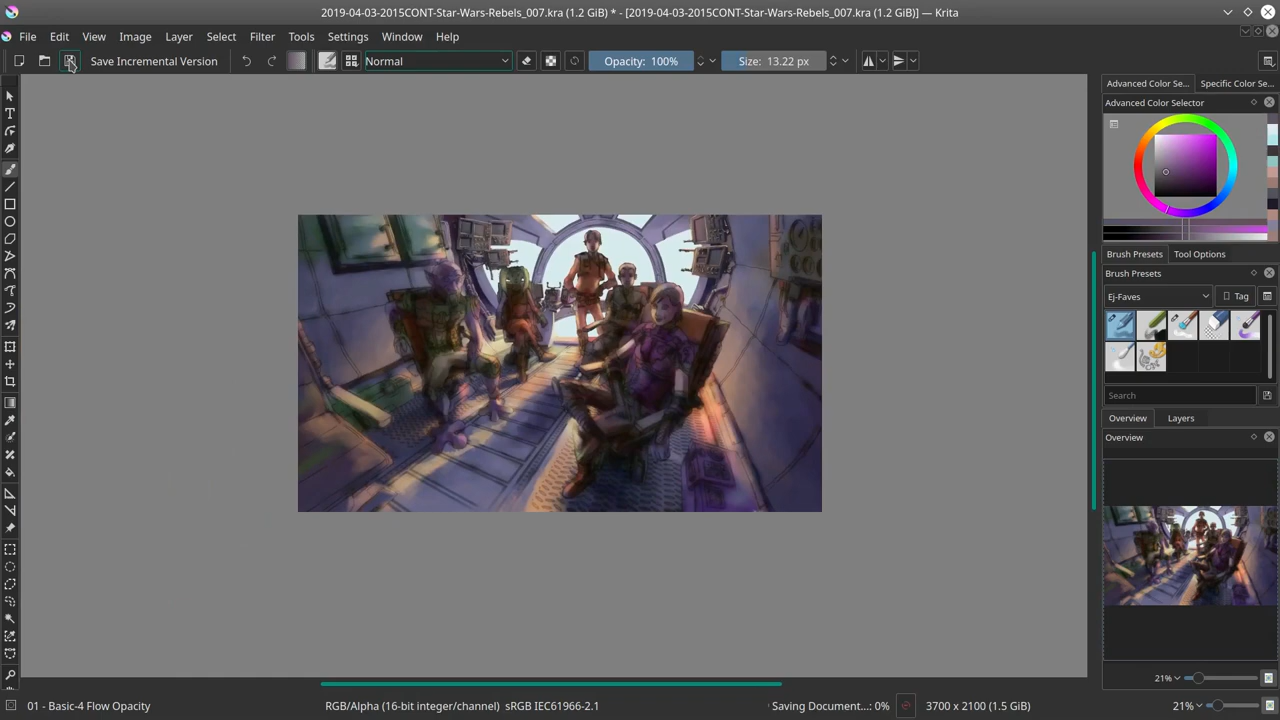 2019-04-03-2015CONT-Star-Wars-Rebels_007.kra (1.2 GiB) * - [2019-04-03-2015CONT-Star-Wars-Rebels_007.kra (1.2 GiB)] — Krita
File Edit View Image Layer Select Filter Tools Settings Window Help
Save Incremental Version Normal Opacity: 100% Size: 13.22 px
Advanced Color Se... Specific Color Se...
Advanced Color Selector
Brush Presets Tool Options
Brush Presets
Ej-Faves Tag
Search
Overview Layers
Overview
21%
01 - Basic-4 Flow Opacity RGB/Alpha (16-bit integer/channel) sRGB IEC61966-2.1 Saving Document...: 0% 3700 x 2100 (1.5 GiB) 21%